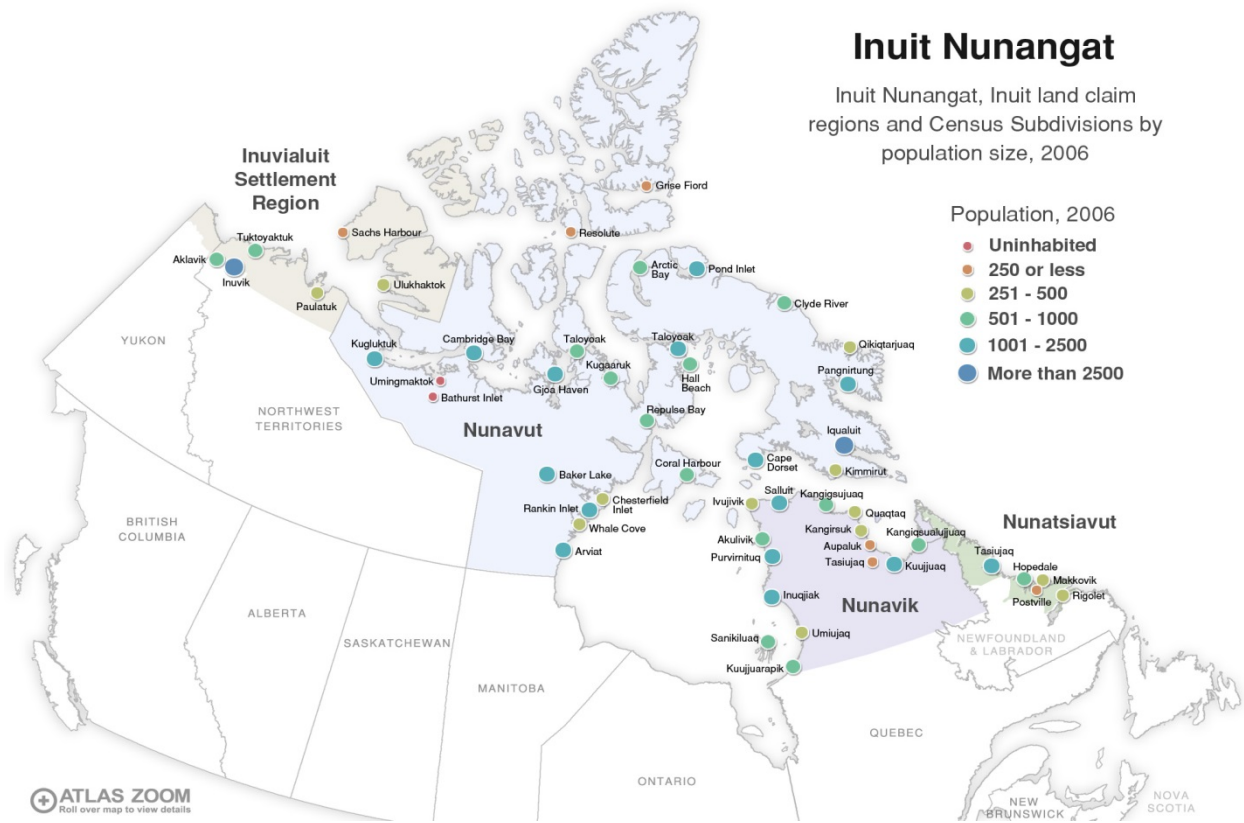 Inuit Nunangat
Inuit Nunangat, Inuit land claim
regions and Census Subdivisions by
population size, 2006
Population, 2006
Uninhabited
250 or less
251 - 500
501 - 1000
1001 - 2500
More than 2500
Inuvialuit
Settlement
Region
Grise Fiord
Resolute
Sachs Harbour
Tuktoyaktuk
Aklavik
Inuvik
Paulatuk
Ulukhaktok
Arctic
Bay
Pond Inlet
Clyde River
Qikiqtarjuaq
Pangnirtung
YUKON
Kugluktuk
Cambridge Bay
Taloyoak
Taloyoak
Kugaaruk
Hall
Beach
Umingmaktok
Bathurst Inlet
Gjoa Haven
Repulse Bay
NORTHWEST
TERRITORIES
Nunavut
Iqualuit
Kimmirut
Cape
Dorset
Coral Harbour
Baker Lake
Rankin Inlet
Chesterfield
Inlet
Whale Cove
Arviat
Ivujivik
Salluit
Kangigsujuaq
Quaqtaq
Kangirsuk
Kangiqsualujjuaq
Akulivik
Aupaluk
Purvirnituq
Tasiujaq
Kuujjuaq
Inuqjiak
Nunavik
Umiujaq
Sanikiluaq
Kuujjuarapik
Nunatsiavut
Tasiujaq
Hopedale
Makkovik
Postville
Rigolet
NEWFOUNDLAND
& LABRADOR
BRITISH
COLUMBIA
ALBERTA
SASKATCHEWAN
MANITOBA
ONTARIO
QUEBEC
NEW
BRUNSWICK
NOVA
SCOTIA
ATLAS ZOOM
Roll over map to view details